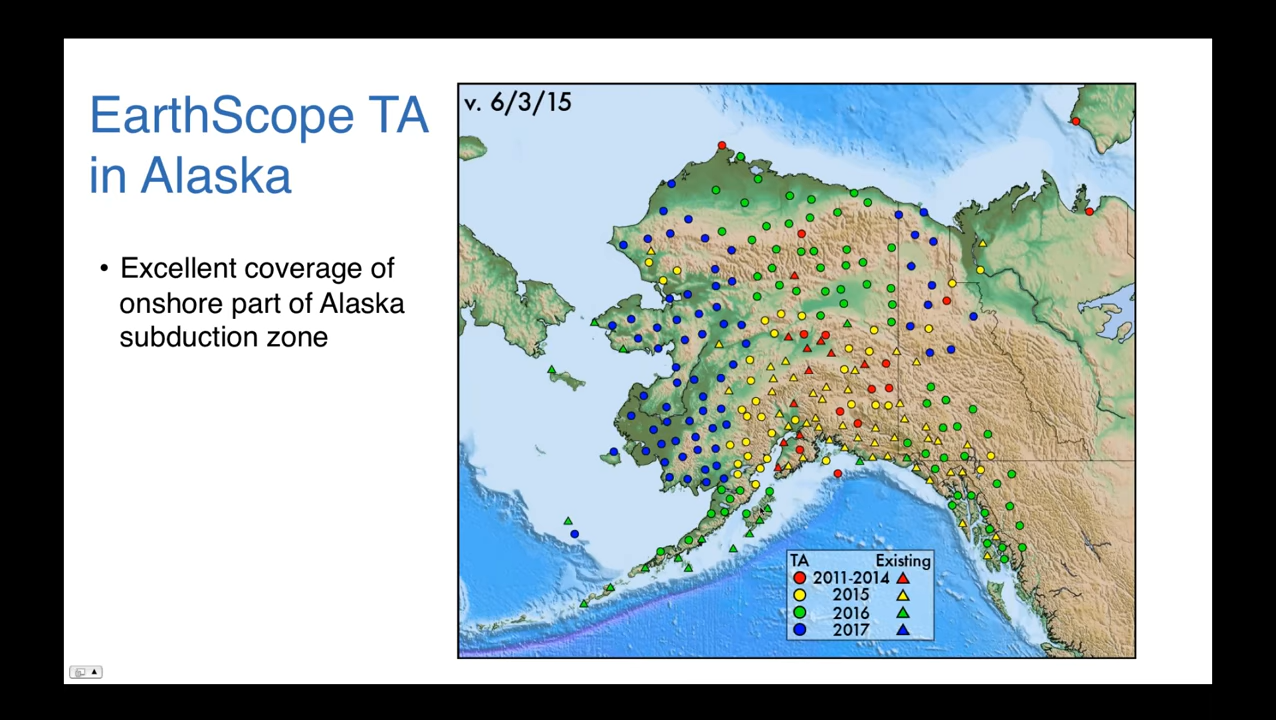 EarthScope TA
in Alaska
• Excellent coverage of
onshore part of Alaska
subduction zone
v. 6/3/15
TA Existing
2011-2014
2015
2016
2017